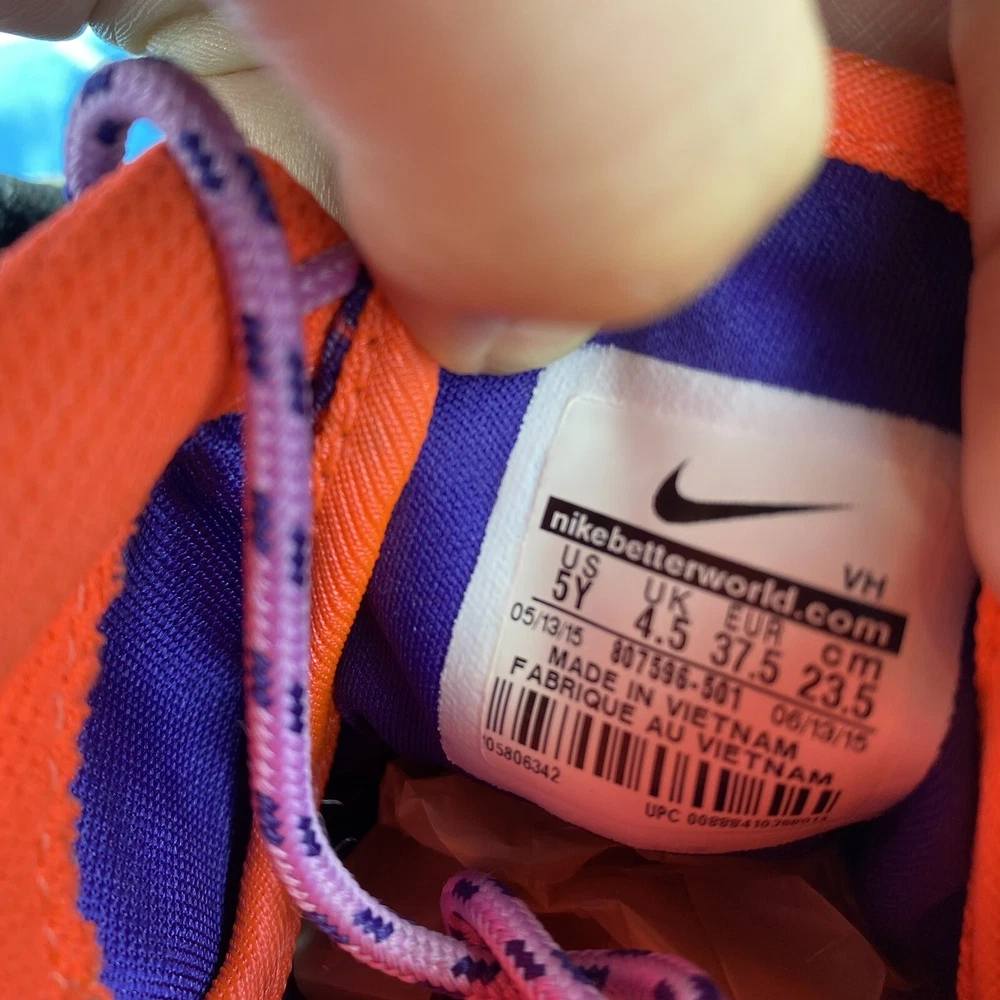 VH
nikebetterworld.com
US UK EUR cm
5Y 4.5 37.5 23.5
05/13/15 807596-501 06/13/15
MADE IN VIETNAM
FABRIQUE AU VIETNAM
05806342
UPC